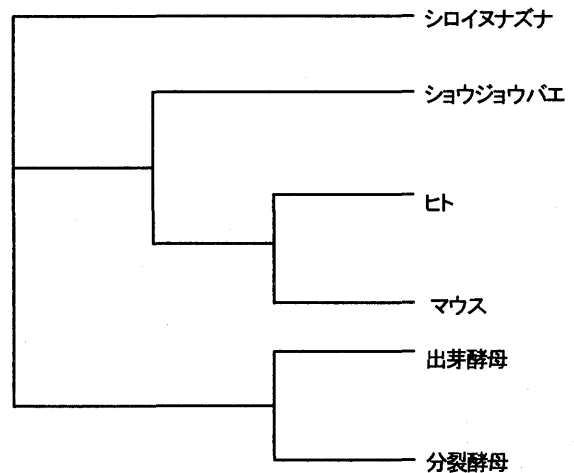 シロイヌナズナ
ショウジョウバエ
ヒト
マウス
出芽酵母
分裂酵母